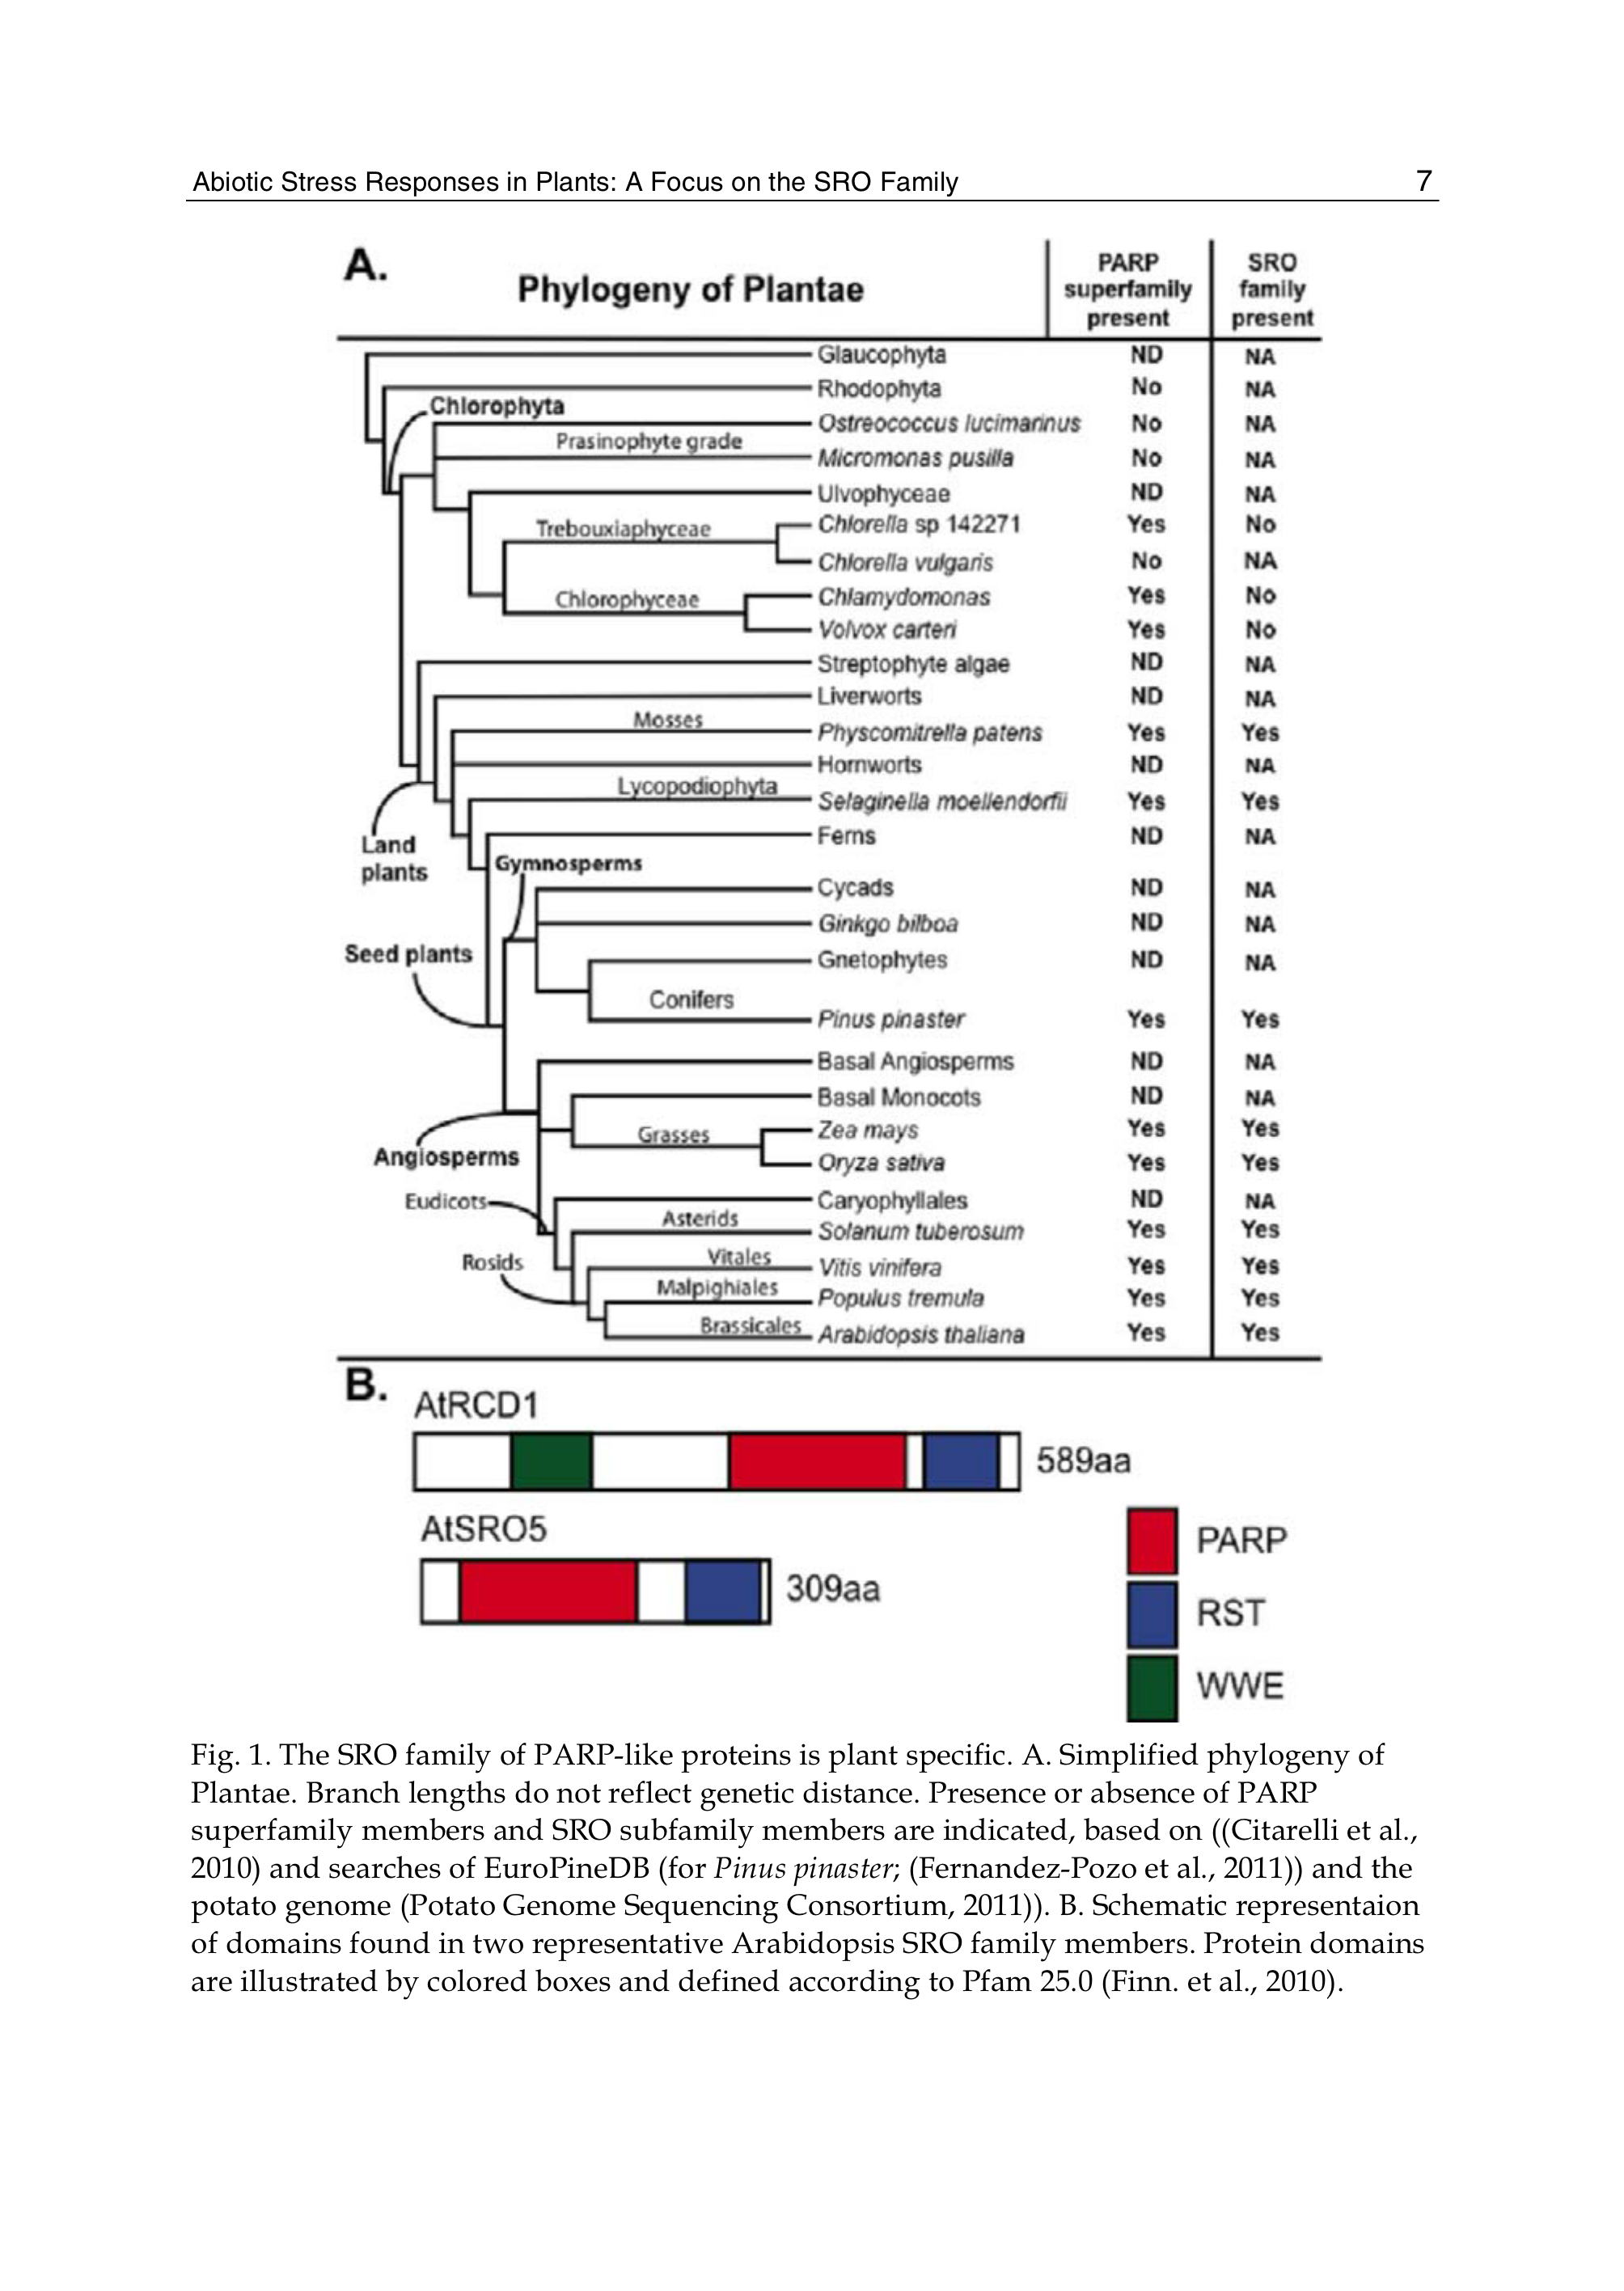 Abiotic Stress Responses in Plants: A Focus on the SRO Family 7
A.
Phylogeny of Plantae
PARP
superfamily
present
SRO
family
present
Glaucophyta ND NA
Rhodophyta No NA
Chlorophyta
Ostreococcus lucimarinus No NA
Prasinophyte grade
Micromonas pusilla No NA
Ulvophyceae ND NA
Trebouxiaphyceae
Chlorella sp 142271 Yes No
Chlorella vulgaris No NA
Chlorophyceae
Chlamydomonas Yes No
Volvox carteri Yes No
Streptophyte algae ND NA
Liverworts ND NA
Mosses
Physcomitrella patens Yes Yes
Hornworts ND NA
Lycopodiophyta
Selaginella moellendorfii Yes Yes
Land
plants
Ferns ND NA
Gymnosperms
Cycads ND NA
Ginkgo bilboa ND NA
Seed plants
Gnetophytes ND NA
Conifers
Pinus pinaster Yes Yes
Basal Angiosperms ND NA
Basal Monocots ND NA
Grasses
Zea mays Yes Yes
Oryza sativa Yes Yes
Angiosperms
Eudicots
Caryophyllales ND NA
Asterids
Solanum tuberosum Yes Yes
Rosids
Vitales
Vitis vinifera Yes Yes
Malpighiales
Populus tremula Yes Yes
Brassicales
Arabidopsis thaliana Yes Yes
B.
AtRCD1
589aa
AtSRO5
309aa
PARP
RST
WWE
Fig. 1. The SRO family of PARP-like proteins is plant specific. A. Simplified phylogeny of
Plantae. Branch lengths do not reflect genetic distance. Presence or absence of PARP
superfamily members and SRO subfamily members are indicated, based on ((Citarelli et al.,
2010) and searches of EuroPineDB (for Pinus pinaster; (Fernandez-Pozo et al., 2011)) and the
potato genome (Potato Genome Sequencing Consortium, 2011)). B. Schematic representaion
of domains found in two representative Arabidopsis SRO family members. Protein domains
are illustrated by colored boxes and defined according to Pfam 25.0 (Finn. et al., 2010).